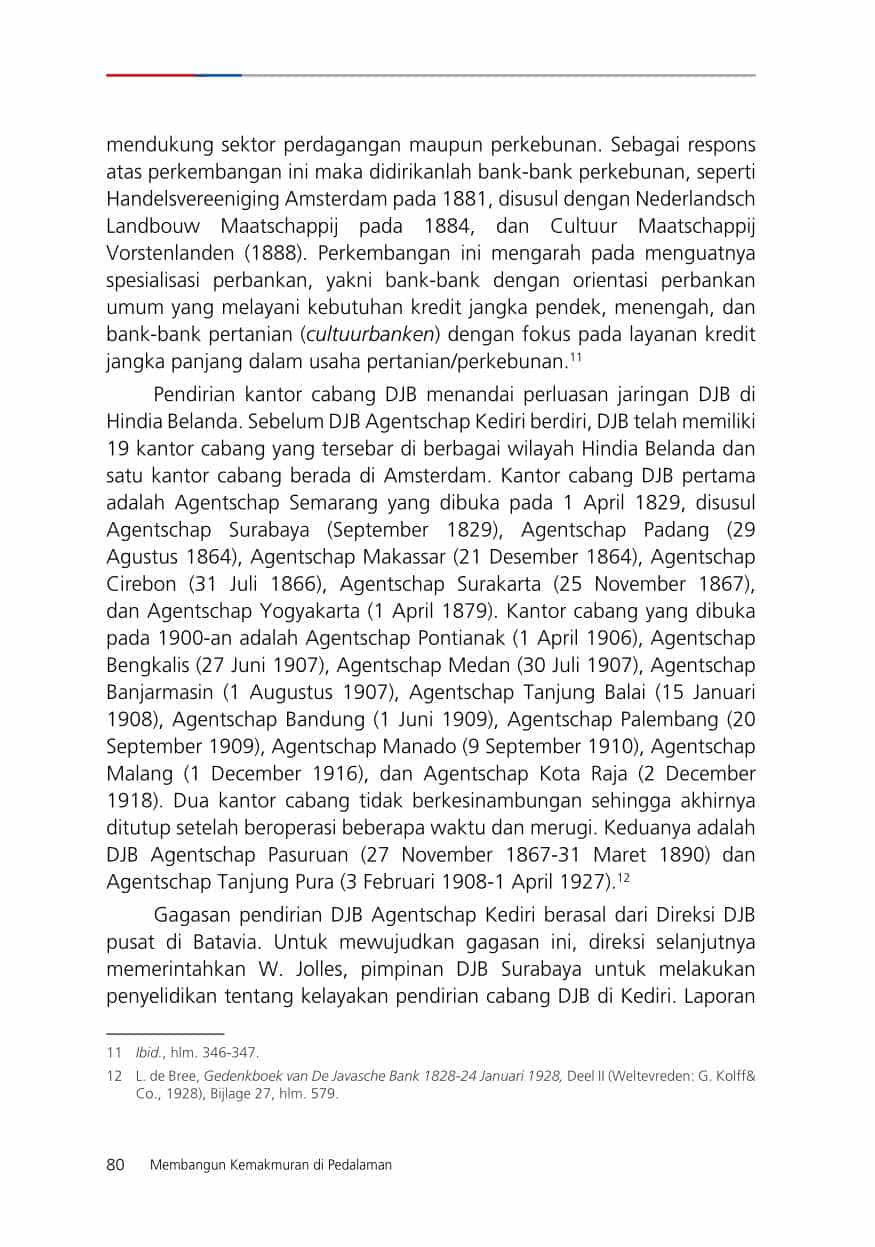 mendukung sektor perdagangan maupun perkebunan. Sebagai respons
atas perkembangan ini maka didirikanlah bank-bank perkebunan, seperti
Handelsvereeniging Amsterdam pada 1881, disusul dengan Nederlandsch
Landbouw Maatschappij pada 1884, dan Cultuur Maatschappij
Vorstenlanden (1888). Perkembangan ini mengarah pada menguatnya
spesialisasi perbankan, yakni bank-bank dengan orientasi perbankan
umum yang melayani kebutuhan kredit jangka pendek, menengah, dan
bank-bank pertanian (cultuurbanken) dengan fokus pada layanan kredit
jangka panjang dalam usaha pertanian/perkebunan.11
Pendirian kantor cabang DJB menandai perluasan jaringan DJB di
Hindia Belanda. Sebelum DJB Agentschap Kediri berdiri, DJB telah memiliki
19 kantor cabang yang tersebar di berbagai wilayah Hindia Belanda dan
satu kantor cabang berada di Amsterdam. Kantor cabang DJB pertama
adalah Agentschap Semarang yang dibuka pada 1 April 1829, disusul
Agentschap Surabaya (September 1829), Agentschap Padang (29
Agustus 1864), Agentschap Makassar (21 Desember 1864), Agentschap
Cirebon (31 Juli 1866), Agentschap Surakarta (25 November 1867),
dan Agentschap Yogyakarta (1 April 1879). Kantor cabang yang dibuka
pada 1900-an adalah Agentschap Pontianak (1 April 1906), Agentschap
Bengkalis (27 Juni 1907), Agentschap Medan (30 Juli 1907), Agentschap
Banjarmasin (1 Augustus 1907), Agentschap Tanjung Balai (15 Januari
1908), Agentschap Bandung (1 Juni 1909), Agentschap Palembang (20
September 1909), Agentschap Manado (9 September 1910), Agentschap
Malang (1 December 1916), dan Agentschap Kota Raja (2 December
1918). Dua kantor cabang tidak berkesinambungan sehingga akhirnya
ditutup setelah beroperasi beberapa waktu dan merugi. Keduanya adalah
DJB Agentschap Pasuruan (27 November 1867-31 Maret 1890) dan
Agentschap Tanjung Pura (3 Februari 1908-1 April 1927).12
Gagasan pendirian DJB Agentschap Kediri berasal dari Direksi DJB
pusat di Batavia. Untuk mewujudkan gagasan ini, direksi selanjutnya
memerintahkan W. Jolles, pimpinan DJB Surabaya untuk melakukan
penyelidikan tentang kelayakan pendirian cabang DJB di Kediri. Laporan
11 Ibid., hlm. 346-347.
12 L. de Bree, Gedenkboek van De Javasche Bank 1828-24 Januari 1928, Deel II (Weltevreden: G. Kolff&
Co., 1928), Bijlage 27, hlm. 579.
80 Membangun Kemakmuran di Pedalaman